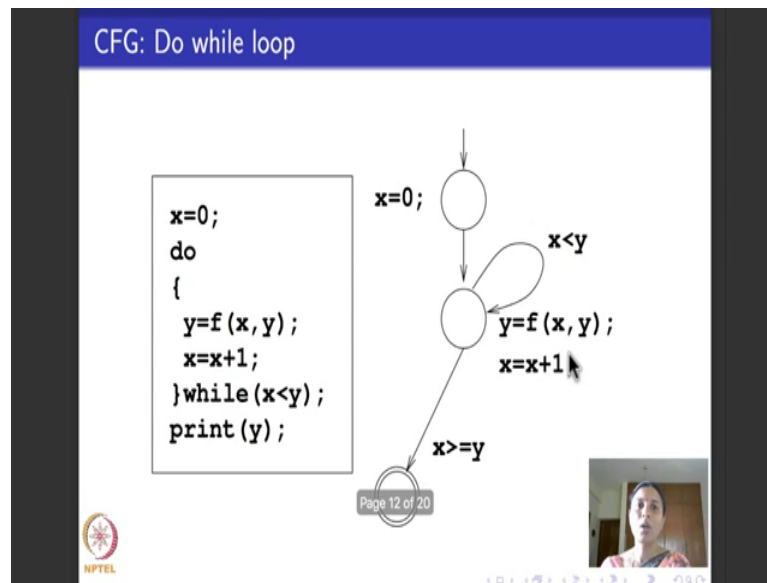 CFG: Do while loop
x=0;
do
{
y=f(x,y);
x=x+1;
}while(x<y);
print(y);
x=0;
x<y
y=f(x,y);
x=x+1
x>=y
Page 12 of 20
NPTEL